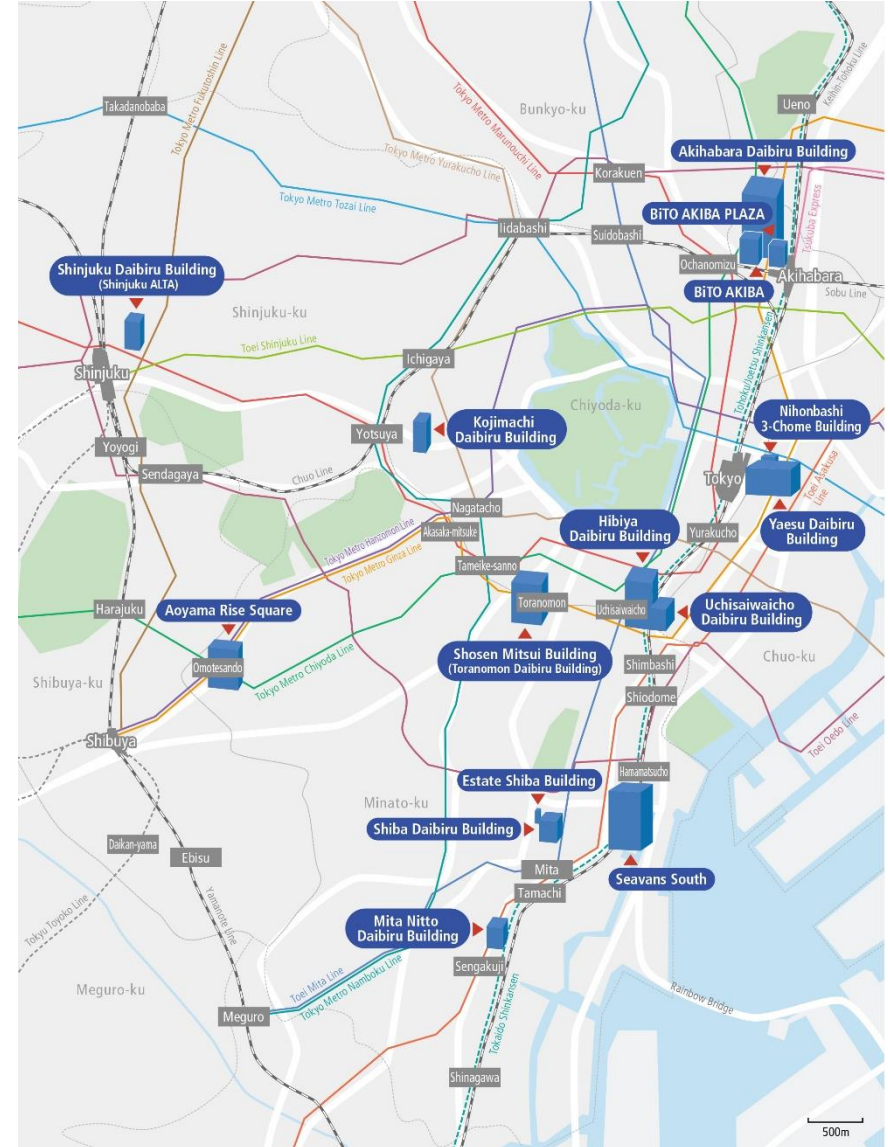 Takadanobaba
Tokyo Metro Fukutoshin Line
Tokyo Metro Yurakucho Line
Tokyo Metro Marunouchi Line
Bunkyo-ku
Ueno
Keihin-Tohoku Line
Akihabara Daibiru Building
Korakuen
Tokyo Metro Tozai Line
Iidabashi
Suidobashi
BiTO AKIBA PLAZA
Tsukuba Express
Ochanomizu
Akihabara
BiTO AKIBA
Sobu Line
Shinjuku Daibiru Building
(Shinjuku ALTA)
Shinjuku-ku
Toei Shinjuku Line
Tohoku/Joetsu Shinkansen
Shinjuku
Ichigaya
Chiyoda-ku
Kojimachi
Daibiru Building
Nihonbashi
3-Chome Building
Yoyogi
Yotsuya
Sendagaya
Chuo Line
Tokyo
Toei Asakusa
Line
Nagatacho
Akasaka-mitsuke
Tokyo Metro Hanzomon Line
Tokyo Metro Ginza Line
Hibiya
Daibiru Building
Yurakucho
Yaesu Daibiru
Building
Tameike-sanno
Harajuku
Aoyama Rise Square
Toranomon
Uchisaiwaicho
Uchisaiwaicho
Daibiru Building
Omotesando
Tokyo Metro Chiyoda Line
Shosen Mitsui Building
(Toranomon Daibiru Building)
Shimbashi
Chuo-ku
Shibuya-ku
Shiodome
Shibuya
Toei Oedo Line
Estate Shiba Building
Hamamatsucho
Minato-ku
Shiba Daibiru Building
Daikan-yama
Ebisu
Mita
Seavans South
Tamachi
Yamanote Line
Tokyu Toyoko Line
Mita Nitto
Daibiru Building
Sengakuji
Toei Mita Line
Tokyo Metro Namboku Line
Tokaido Shinkansen
Meguro-ku
Meguro
Rainbow Bridge
Shinagawa
500m